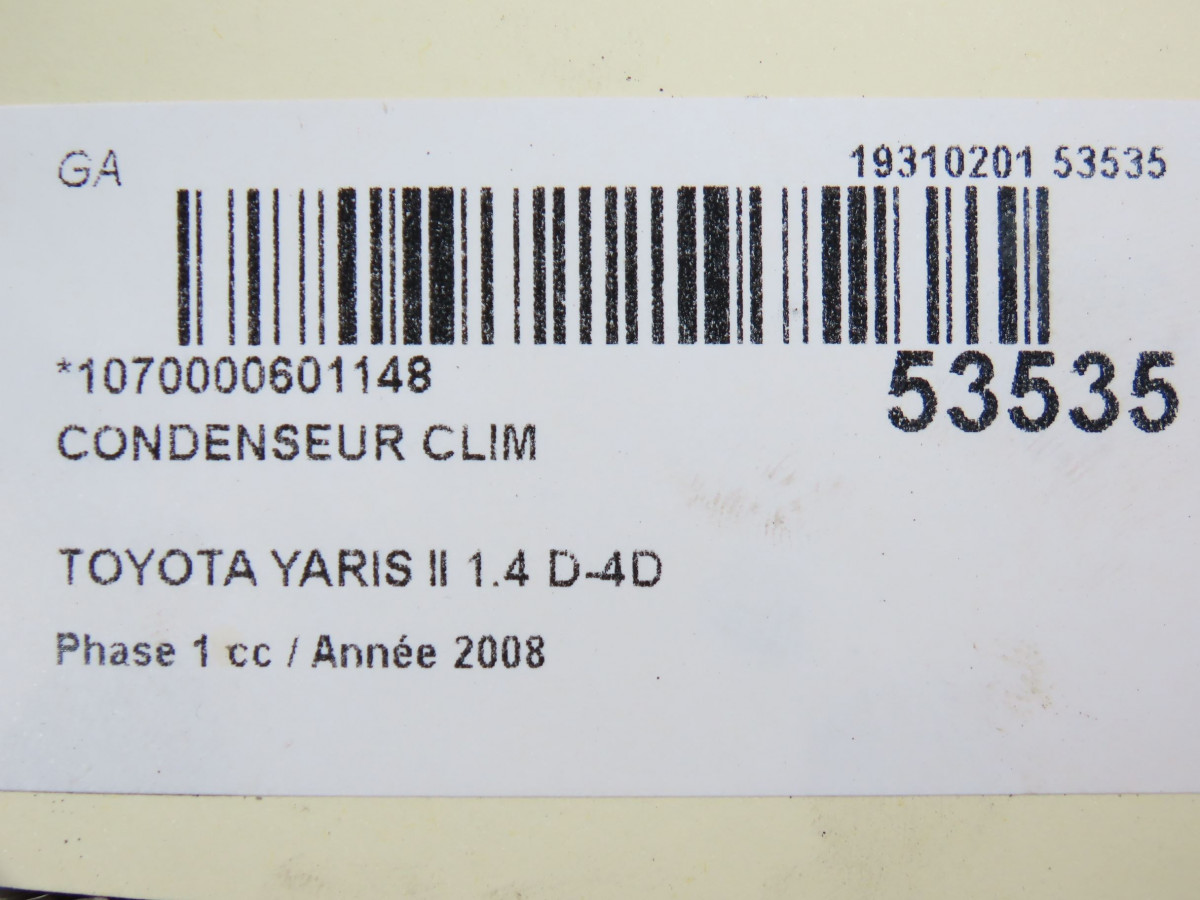 GA
19310201 53535
*1070000601148
53535
CONDENSEUR CLIM
TOYOTA YARIS II 1.4 D-4D
Phase 1 cc / Année 2008